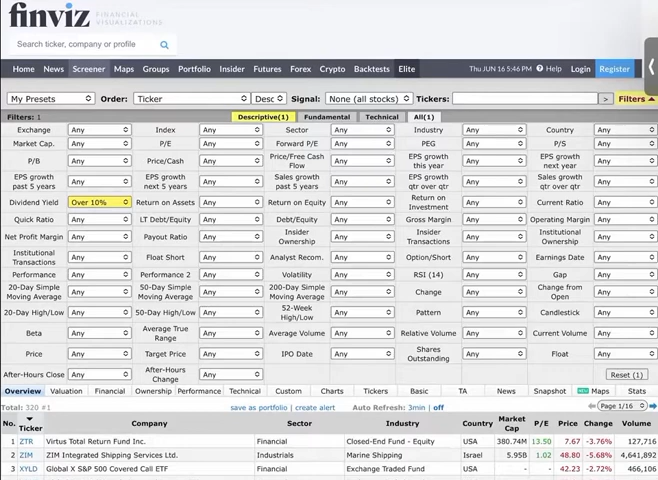 finviz FINANCIAL VISUALIZATIONS
Search ticker, company or profile
Home News Screener Maps Groups Portfolio Insider Futures Forex Crypto Backtests Elite Thu JUN 16 5:46 PM Help Login Register
My Presets Order: Ticker Desc Signal: None (all stocks) Tickers: > Filters
Filters: 1 Descriptive(1) Fundamental Technical All(1)
Exchange Any Index Any Sector Any Industry Any Country Any
Market Cap. Any P/E Any Forward P/E Any PEG Any P/S Any
P/B Any Price/Cash Any Price/Free Cash Flow Any EPS growth this year Any EPS growth next year Any
EPS growth past 5 years Any EPS growth next 5 years Any Sales growth past 5 years Any EPS growth qtr over qtr Any Sales growth qtr over qtr Any
Dividend Yield Over 10% Return on Assets Any Return on Equity Any Return on Investment Any Current Ratio Any
Quick Ratio Any LT Debt/Equity Any Debt/Equity Any Gross Margin Any Operating Margin Any
Net Profit Margin Any Payout Ratio Any Insider Ownership Any Insider Transactions Any Institutional Ownership Any
Institutional Transactions Any Float Short Any Analyst Recom. Any Option/Short Any Earnings Date Any
Performance Any Performance 2 Any Volatility Any RSI (14) Any Gap Any
20-Day Simple Moving Average Any 50-Day Simple Moving Average Any 200-Day Simple Moving Average Any Change Any Change from Open Any
20-Day High/Low Any 50-Day High/Low Any 52-Week High/Low Any Pattern Any Candlestick Any
Beta Any Average True Range Any Average Volume Any Relative Volume Any Current Volume Any
Price Any Target Price Any IPO Date Any Shares Outstanding Any Float Any
After-Hours Close Any After-Hours Change Any Reset (1)
Overview Valuation Financial Ownership Performance Technical Custom Charts Tickers Basic TA News Snapshot Maps Stats
Total: 320 #1 save as portfolio | create alert Auto Refresh: 3min | off Page 1/16
No. Ticker Company Sector Industry Country Market Cap P/E Price Change Volume
1 ZTR Virtus Total Return Fund Inc. Financial Closed-End Fund - Equity USA 380.74M 13.50 7.67 -3.76% 127,716
2 ZIM ZIM Integrated Shipping Services Ltd. Industrials Marine Shipping Israel 5.95B 1.02 48.80 -5.68% 4,641,892
3 XYLD Global X S&P 500 Covered Call ETF Financial Exchange Traded Fund USA - - 42.23 -2.72% 466,106